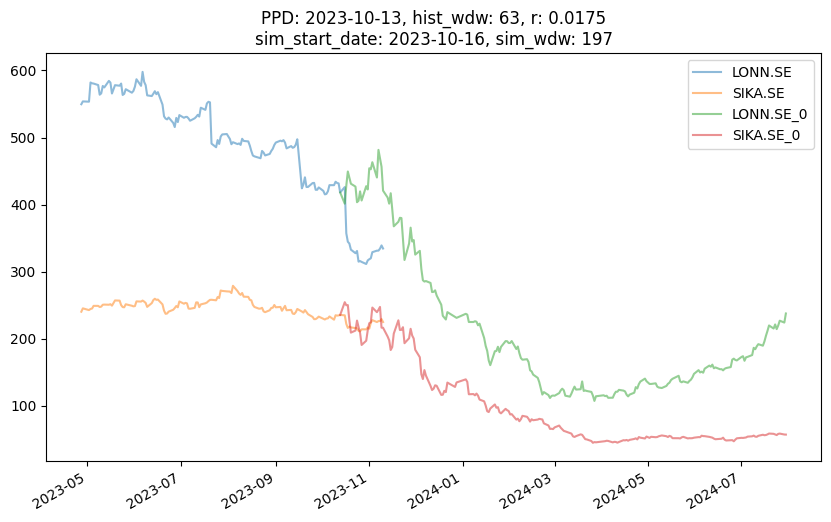 PPD: 2023-10-13, hist_wdw: 63, r: 0.0175
sim_start_date: 2023-10-16, sim_wdw: 197
LONN.SE
SIKA.SE
LONN.SE_0
SIKA.SE_0
600
500
400
300
200
100
2023-05
2023-07
2023-09
2023-11
2024-01
2024-03
2024-05
2024-07